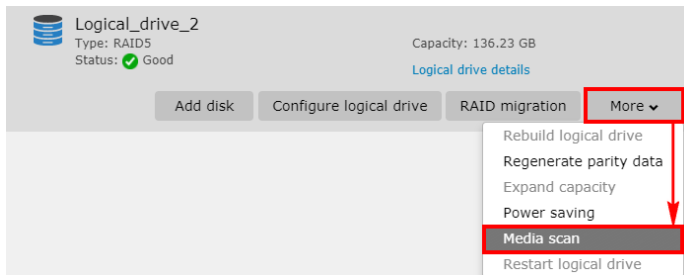 Logical_drive_2
Type: RAID5
Capacity: 136.23 GB
Status: Good
Logical drive details
Add disk
Configure logical drive
RAID migration
More
Rebuild logical drive
Regenerate parity data
Expand capacity
Power saving
Media scan
Restart logical drive